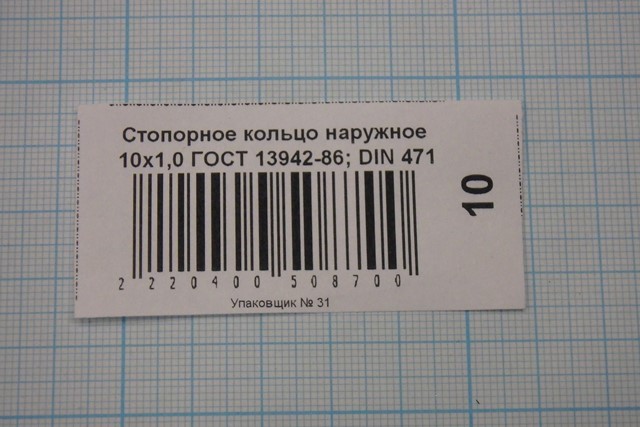 Стопорное кольцо наружное
10х1,0 ГОСТ 13942-86; DIN 471
10
2 220400 508700
Упаковщик № 31